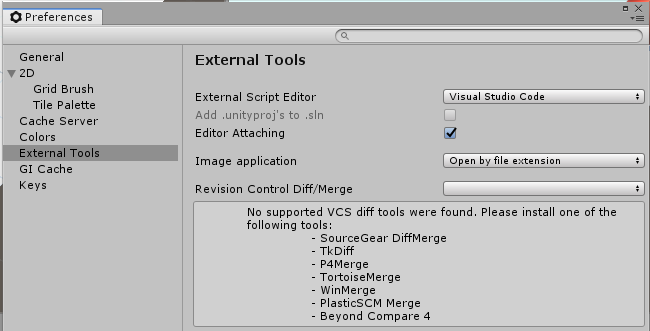 Preferences
General
2D
Grid Brush
Tile Palette
Cache Server
Colors
External Tools
GI Cache
Keys
External Tools
External Script Editor
Visual Studio Code
Add .unityproj's to .sln
Editor Attaching
Image application
Open by file extension
Revision Control Diff/Merge
No supported VCS diff tools were found. Please install one of the
following tools:
- SourceGear DiffMerge
- TkDiff
- P4Merge
- TortoiseMerge
- WinMerge
- PlasticSCM Merge
- Beyond Compare 4